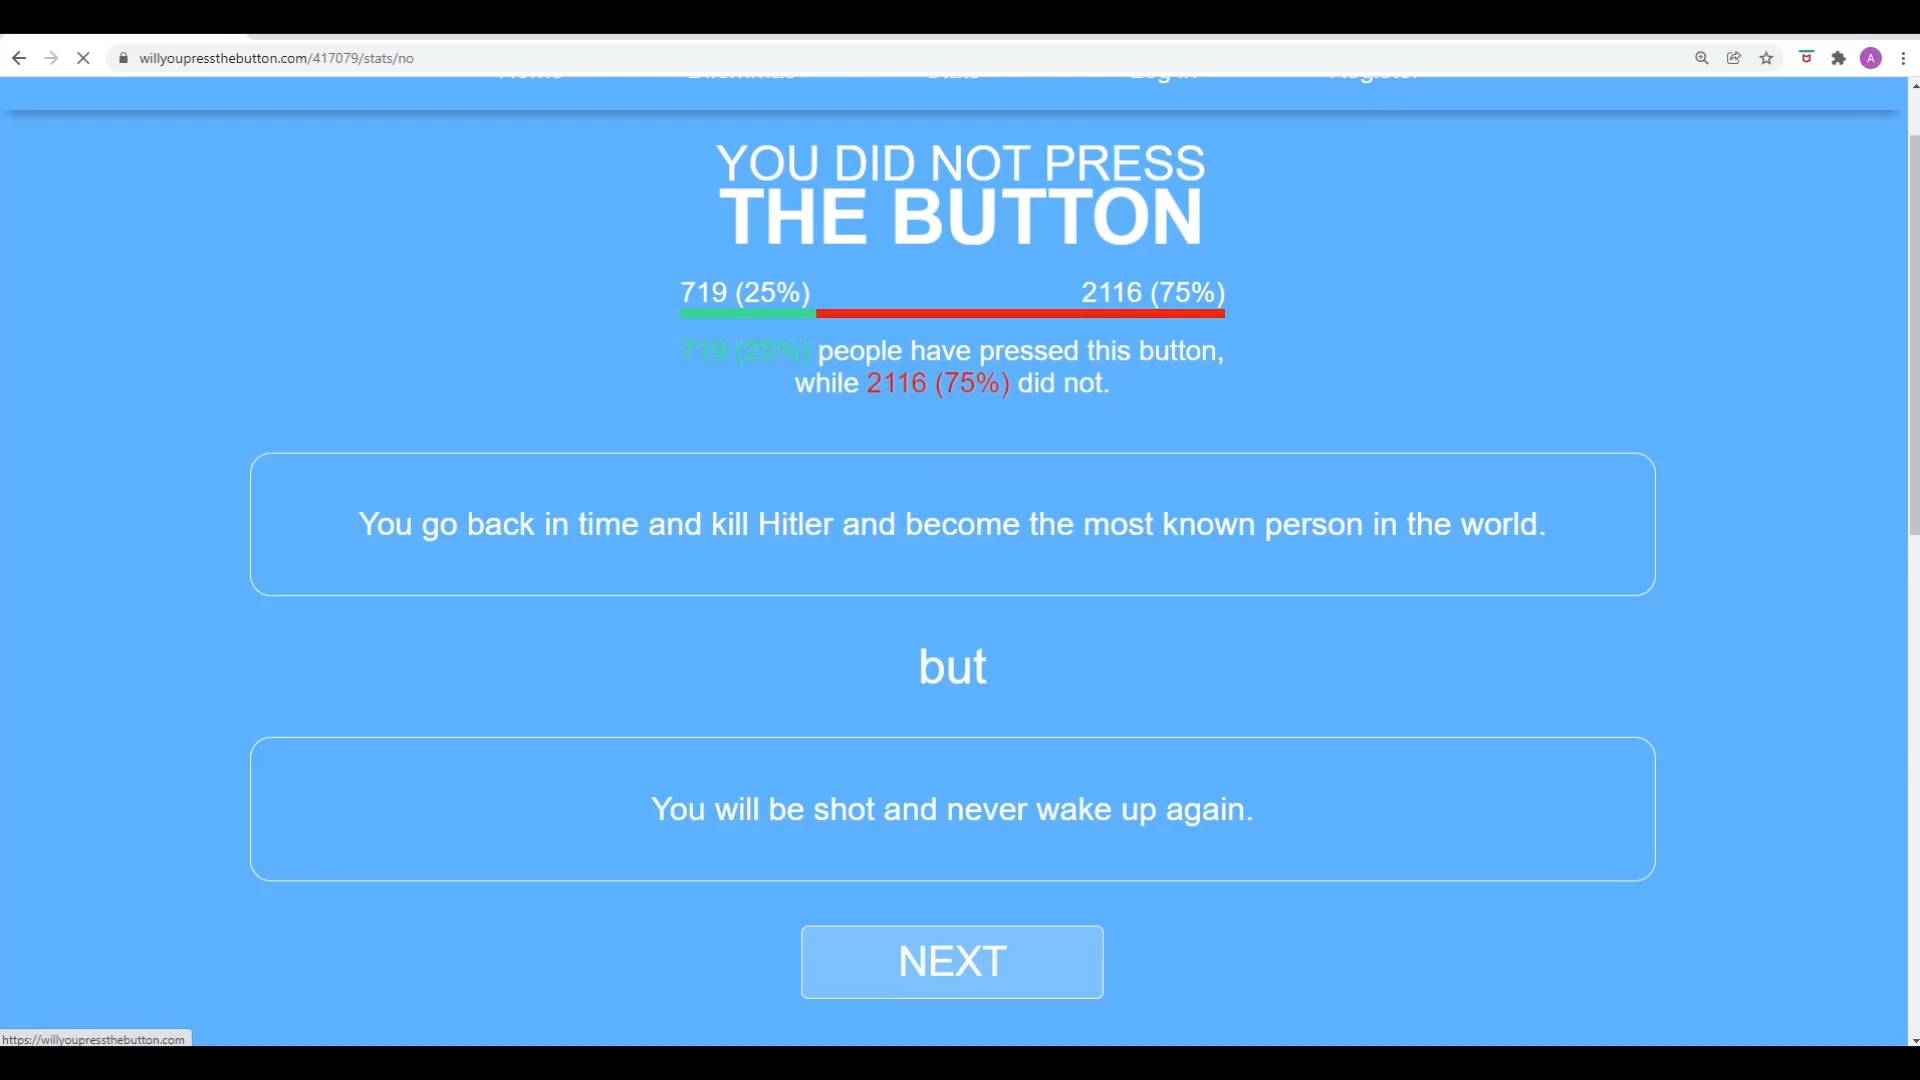 willyoupressthebutton.com/417079/stats/no
A
YOU DID NOT PRESS
THE BUTTON
719 (25%) 2116 (75%)
719 (25%) people have pressed this button,
while 2116 (75%) did not.
You go back in time and kill Hitler and become the most known person in the world.
but
You will be shot and never wake up again.
NEXT
https://willyoupressthebutton.com